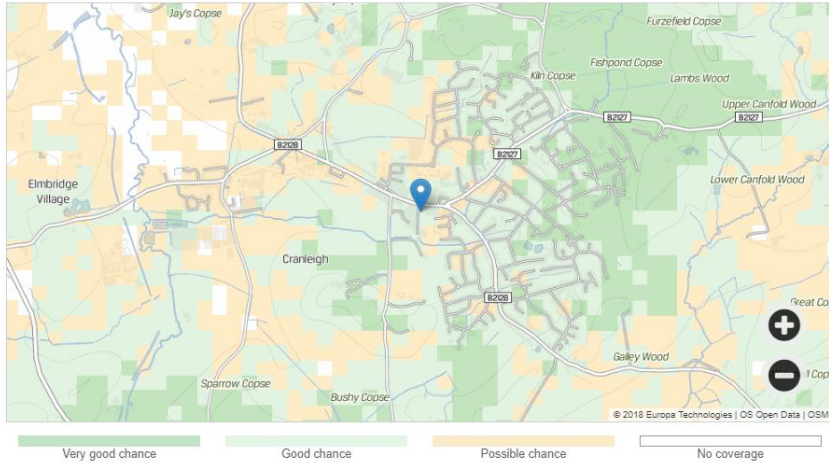 Jay's Copse
Furzefield Copse
Fishpond Copse
Kiln Copse
Lambs Wood
Upper Canfold Wood
B2127
B2127
B2128
B2127
Elmbridge
Village
Lower Canfold Wood
Cranleigh
B2128
Great Co
Galley Wood
Sparrow Copse
Bushy Copse
© 2018 Europa Technologies | OS Open Data | OSM
Very good chance
Good chance
Possible chance
No coverage